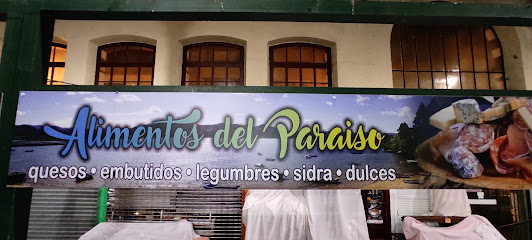 Alimentos del Paraiso
quesos • embutidos • legumbres • sidra • dulces